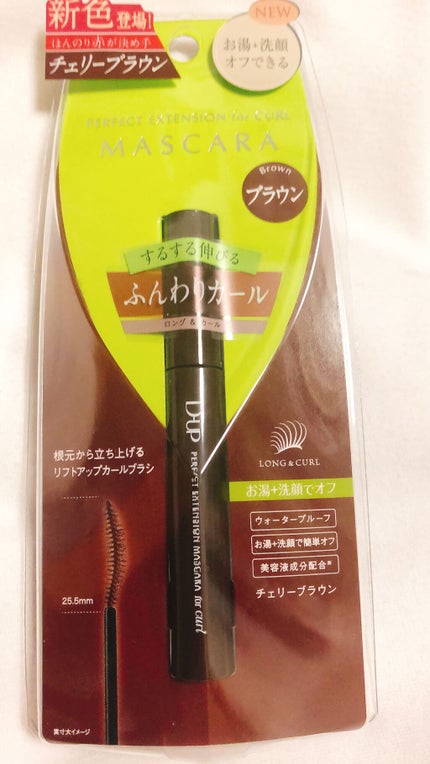 新色登場!
ほんのり赤が決め手
チェリーブラウン
NEW
お湯+洗顔
オフできる
PERFECT EXTENSION for CURL
MASCARA
Brown
ブラウン
するする伸びる
ふんわりカール
ロング & カール
D-UP PERFECT EXTENSION MASCARA for curl
根元から立ち上げる
リフトアップカールブラシ
25.5mm
実寸大イメージ
LONG & CURL
お湯+洗顔でオフ
ウォータープルーフ
お湯+洗顔で簡単オフ
美容液成分配合※
チェリーブラウン